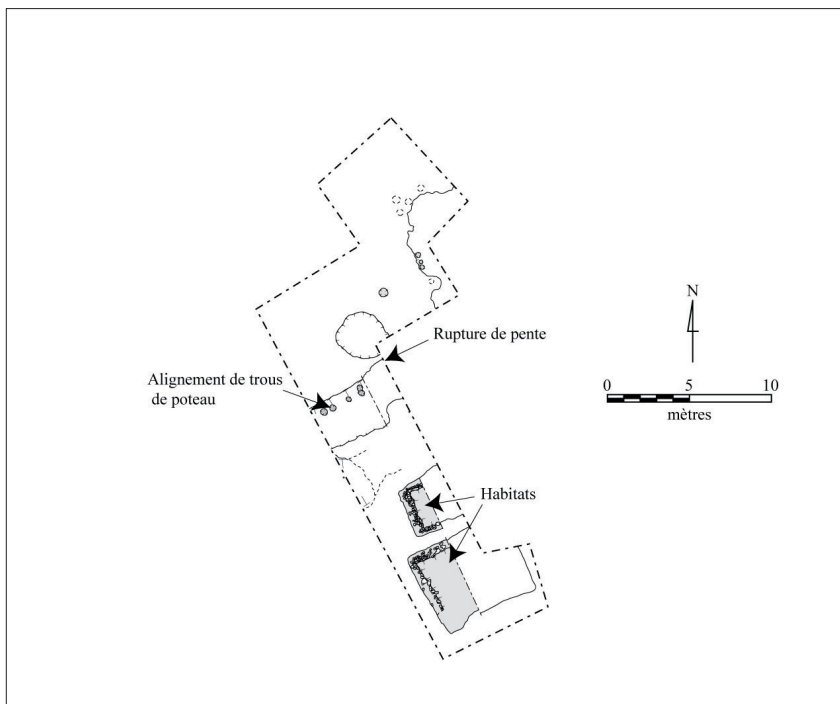 N
Rupture de pente
Alignement de trous
de poteau
0 5 10
mètres
Habitats